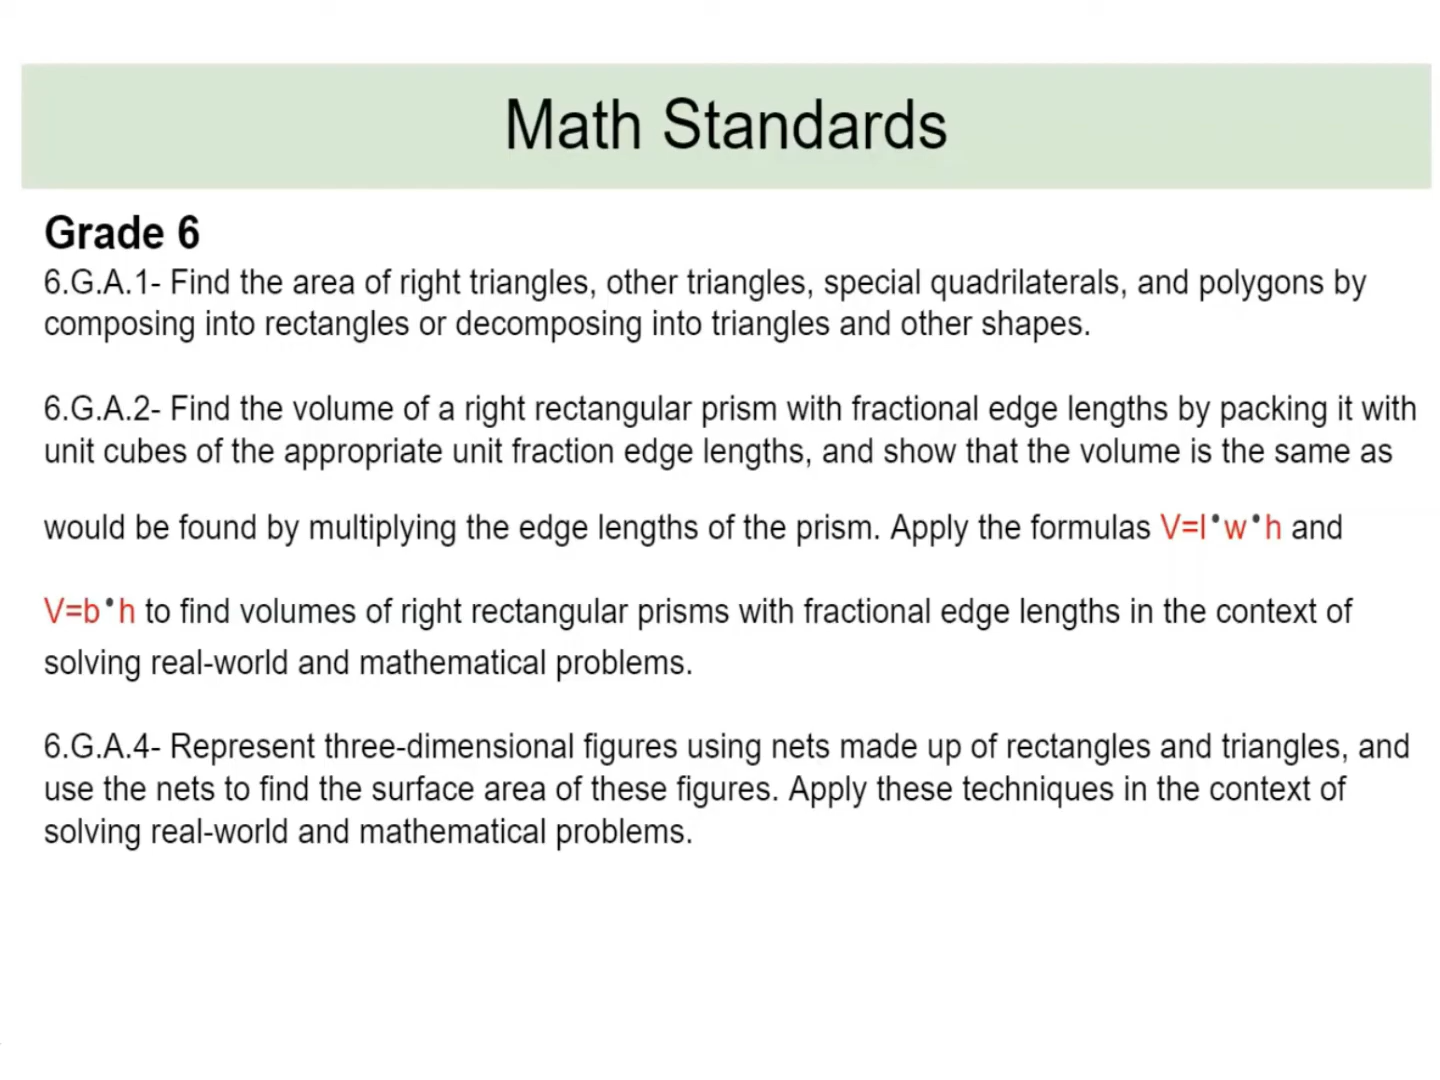 Math Standards
Grade 6
6.G.A.1- Find the area of right triangles, other triangles, special quadrilaterals, and polygons by
composing into rectangles or decomposing into triangles and other shapes.
6.G.A.2- Find the volume of a right rectangular prism with fractional edge lengths by packing it with
unit cubes of the appropriate unit fraction edge lengths, and show that the volume is the same as
would be found by multiplying the edge lengths of the prism. Apply the formulas V=l•w•h and
V=b•h to find volumes of right rectangular prisms with fractional edge lengths in the context of
solving real-world and mathematical problems.
6.G.A.4- Represent three-dimensional figures using nets made up of rectangles and triangles, and
use the nets to find the surface area of these figures. Apply these techniques in the context of
solving real-world and mathematical problems.